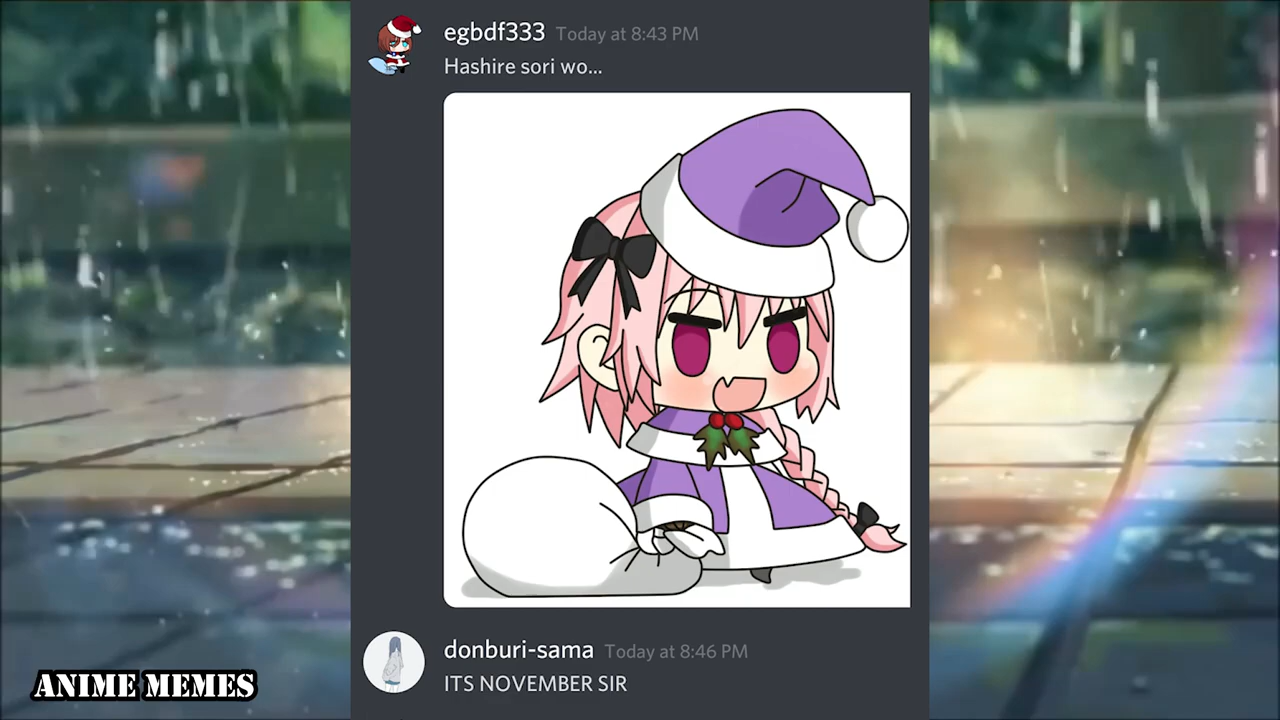 egbdf333 Today at 8:43 PM
Hashire sori wo...
donburi-sama Today at 8:46 PM
ITS NOVEMBER SIR
ANIME MEMES